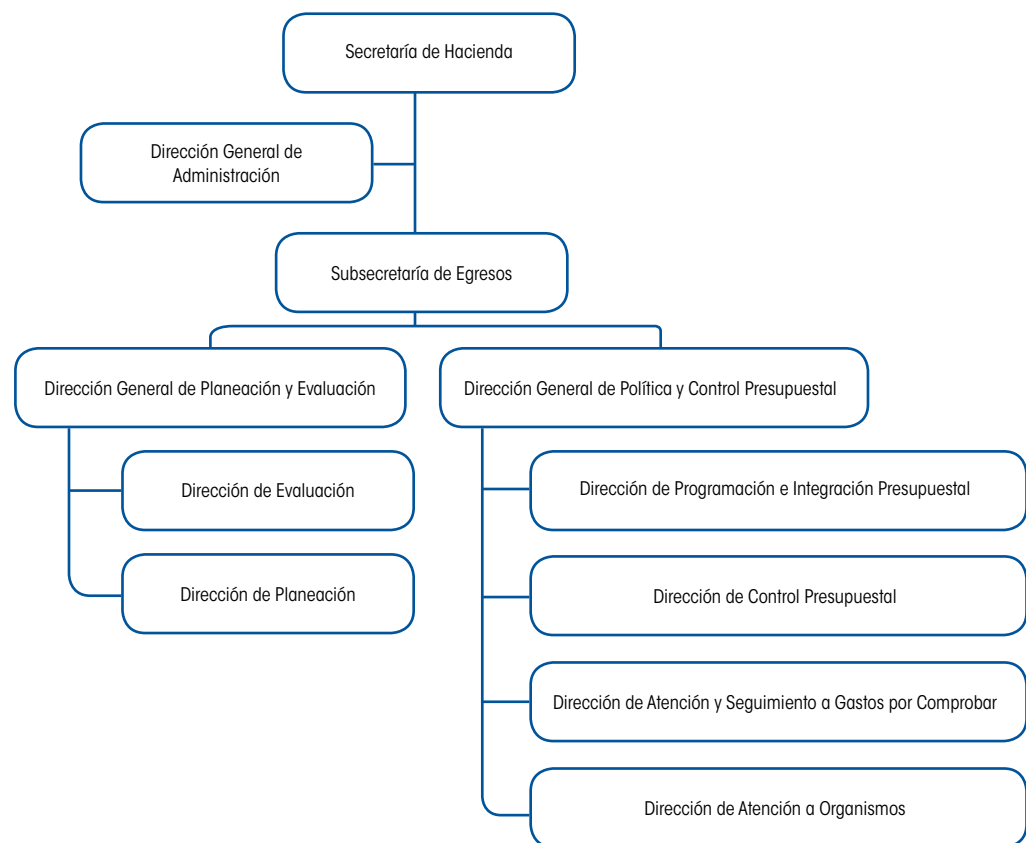 Secretaría de Hacienda
Dirección General de
Administración
Subsecretaría de Egresos
Dirección General de Planeación y Evaluación
Dirección General de Política y Control Presupuestal
Dirección de Evaluación
Dirección de Planeación
Dirección de Programación e Integración Presupuestal
Dirección de Control Presupuestal
Dirección de Atención y Seguimiento a Gastos por Comprobar
Dirección de Atención a Organismos